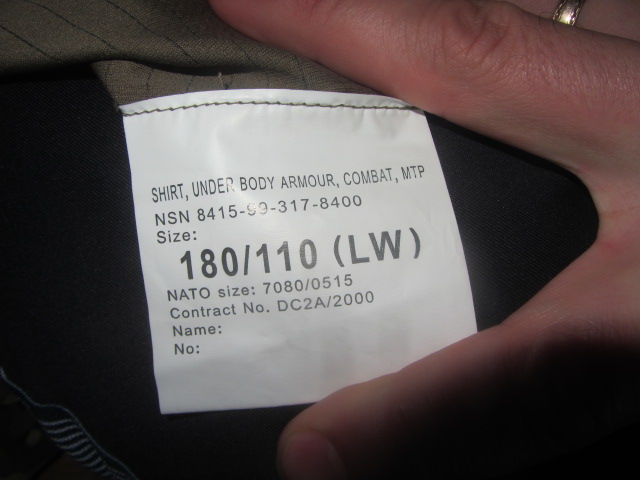 SHIRT, UNDER BODY ARMOUR, COMBAT, MTP
NSN 8415-99-317-8400
Size:
180/110 (LW)
NATO size: 7080/0515
Contract No. DC2A/2000
Name:
No: